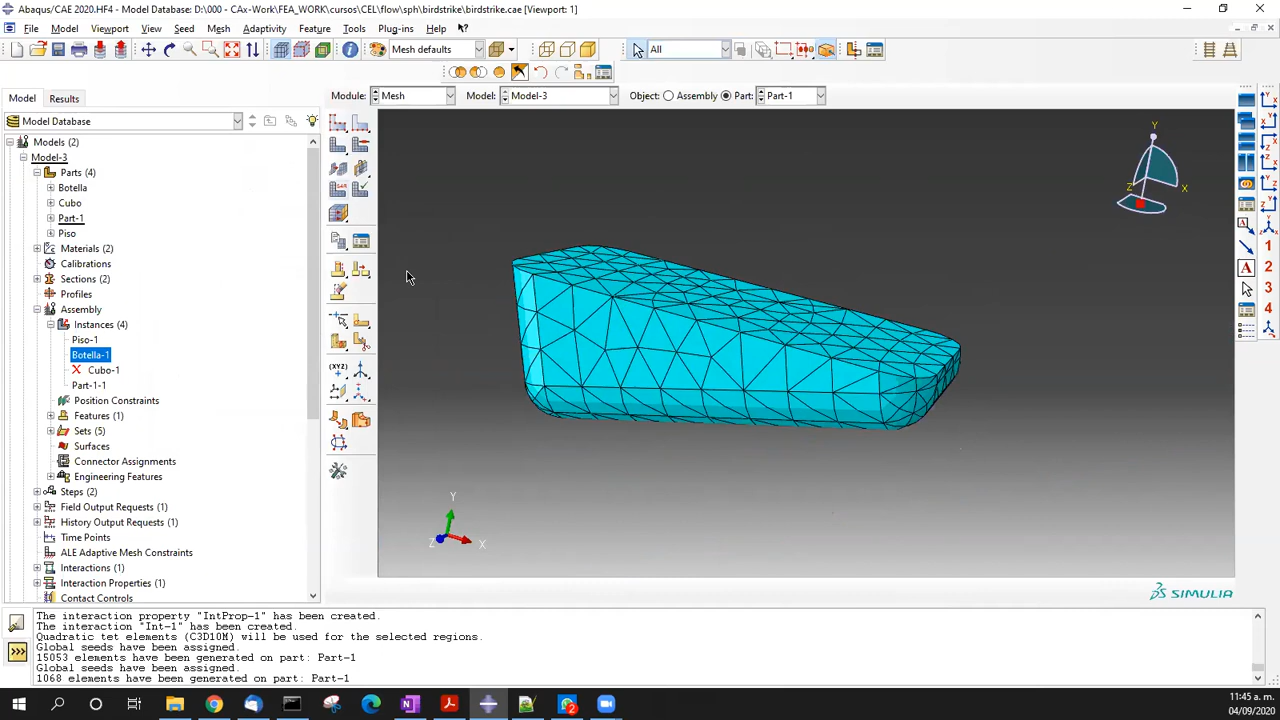 Abaqus/CAE 2020.HF4 - Model Database: D:\000 - CAx-Work\FEA_WORK\cursos\CEL\flow\sph\birdstrike\birdstrike.cae [Viewport: 1]
File Model Viewport View Seed Mesh Adaptivity Feature Tools Plug-ins Help
Mesh defaults All
Model Results Module: Mesh Model: Model-3 Object: Assembly Part: Part-1
Model Database
Models (2)
Model-3
Parts (4)
Botella
Cubo
Part-1
Piso
Materials (2)
Calibrations
Sections (2)
Profiles
Assembly
Instances (4)
Piso-1
Botella-1
Cubo-1
Part-1-1
Position Constraints
Features (1)
Sets (5)
Surfaces
Connector Assignments
Engineering Features
Steps (2)
Field Output Requests (1)
History Output Requests (1)
Time Points
ALE Adaptive Mesh Constraints
Interactions (1)
Interaction Properties (1)
Contact Controls
(XYZ)
Y
Z X
Y
Z X
1
2
3
4
A
SIMULIA
The interaction property "IntProp-1" has been created.
The interaction "Int-1" has been created.
Quadratic tet elements (C3D10M) will be used for the selected regions.
Global seeds have been assigned.
15053 elements have been generated on part: Part-1
Global seeds have been assigned.
1068 elements have been generated on part: Part-1
>>>
11:45 a. m.
04/09/2020